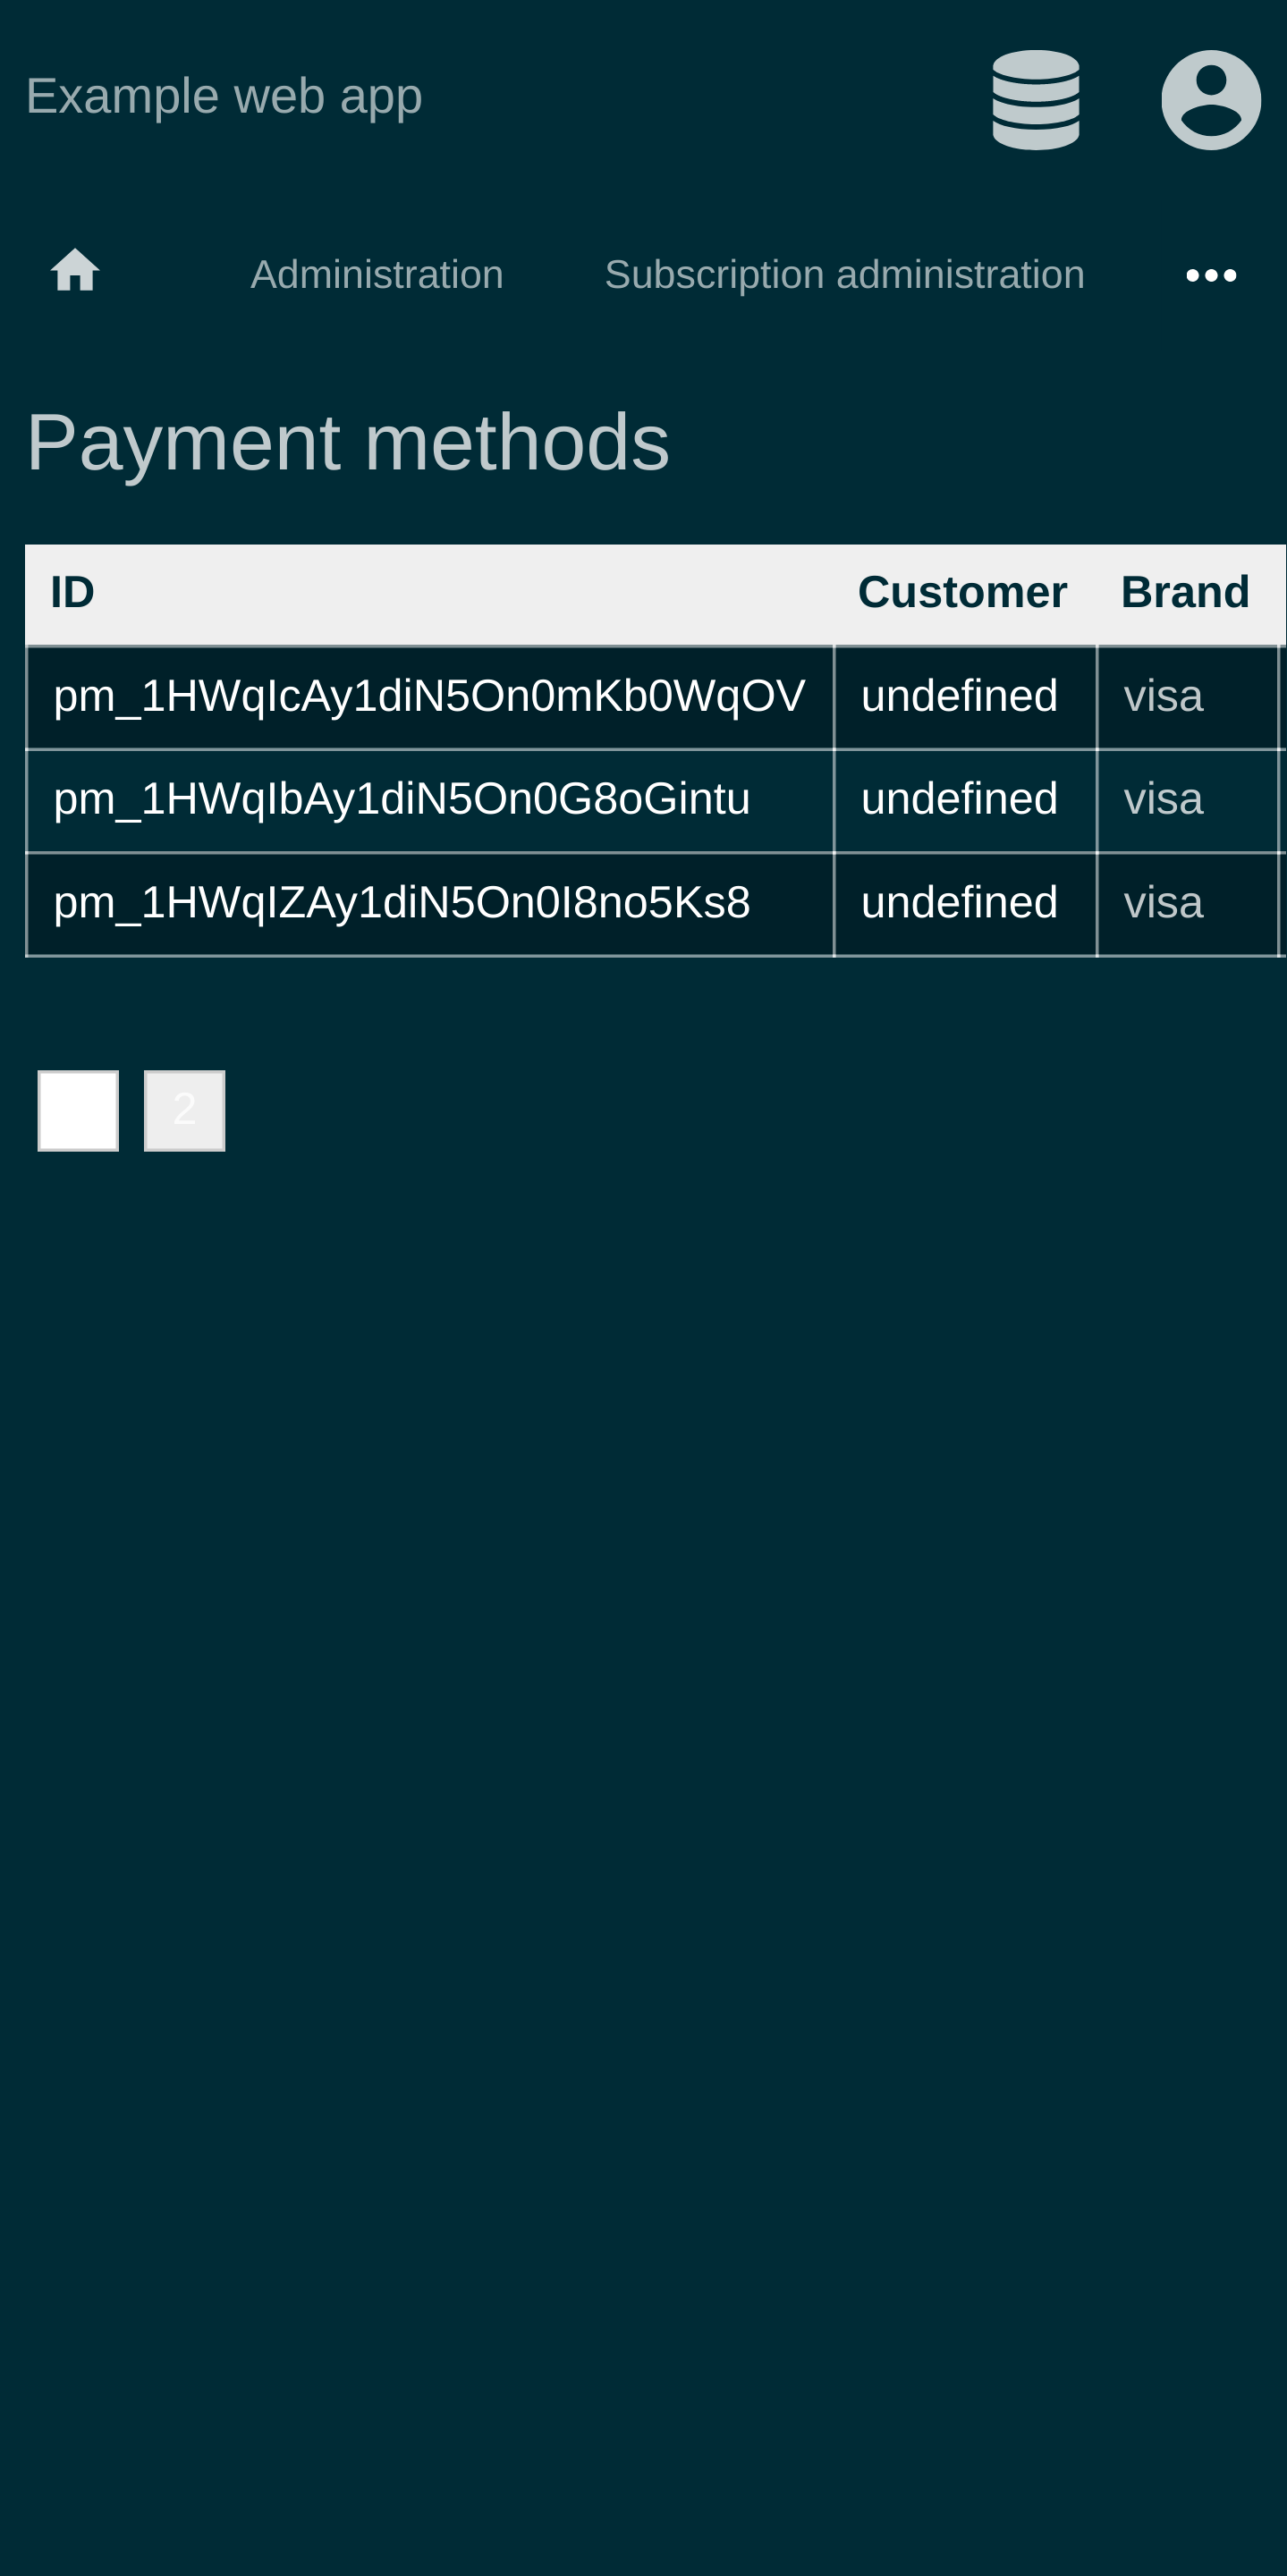 Example web app
Administration Subscription administration
Payment methods
ID Customer Brand
pm_1HWqIcAy1diN5On0mKb0WqOV undefined visa
pm_1HWqIbAy1diN5On0G8oGintu undefined visa
pm_1HWqIZAy1diN5On0I8no5Ks8 undefined visa
2